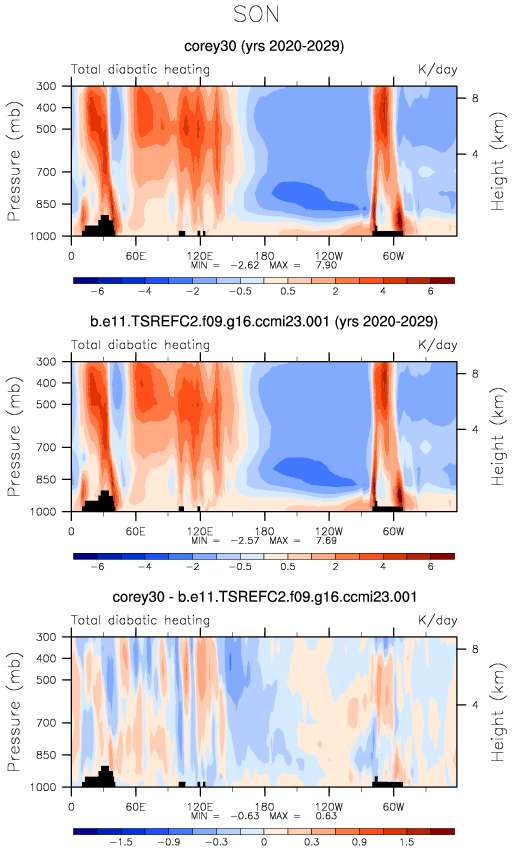 SON
corey30 (yrs 2020-2029)
Total diabatic heating K/day
300
400
500
700
850
1000
Pressure (mb)
8
4
Height (km)
0 60E 120E 180 120W 60W
MIN = -2.62 MAX = 7.90
-6 -4 -2 -0.5 0.5 2 4 6
b.e11.TSREFC2.f09.g16.ccmi23.001 (yrs 2020-2029)
Total diabatic heating K/day
300
400
500
700
850
1000
Pressure (mb)
8
4
Height (km)
0 60E 120E 180 120W 60W
MIN = -2.57 MAX = 7.69
-6 -4 -2 -0.5 0.5 2 4 6
corey30 - b.e11.TSREFC2.f09.g16.ccmi23.001
Total diabatic heating K/day
300
400
500
700
850
1000
Pressure (mb)
8
4
Height (km)
0 60E 120E 180 120W 60W
MIN = -0.63 MAX = 0.63
-1.5 -0.9 -0.3 0 0.3 0.9 1.5